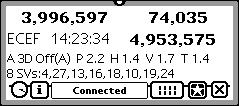 3,996,597 74,035
ECEF 14:23:34 4,953,575
A 3D Off(A) P 2.2 H 1.4 V 1.7 T 1.4
8 SVs:4,27,13,16,18,10,19,24
i Connected